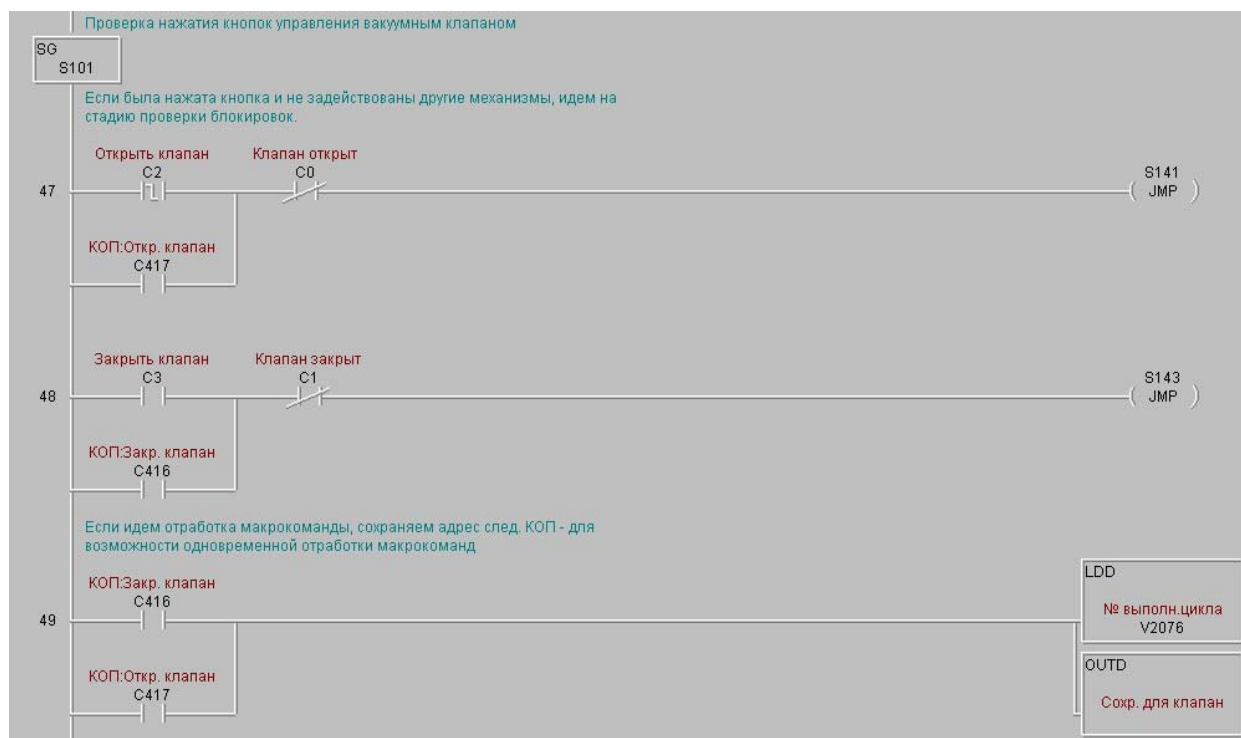 Проверка нажатия кнопок управления вакуумным клапаном
SG
S101
Если была нажата кнопка и не задействованы другие механизмы, идем на
стадию проверки блокировок.
Открыть клапан Клапан открыт
C2 C0 S141
47 JMP
КОП:Откр. клапан
C417
Закрыть клапан Клапан закрыт
C3 C1 S143
48 JMP
КОП:Закр. клапан
C416
Если идем отработка макрокоманды, сохраняем адрес след. КОП - для
возможности одновременной отработки макрокоманд
LDD
КОП:Закр. клапан
C416 № выполн.цикла
49 V2076
OUTD
КОП:Откр. клапан
C417 Сохр. для клапан